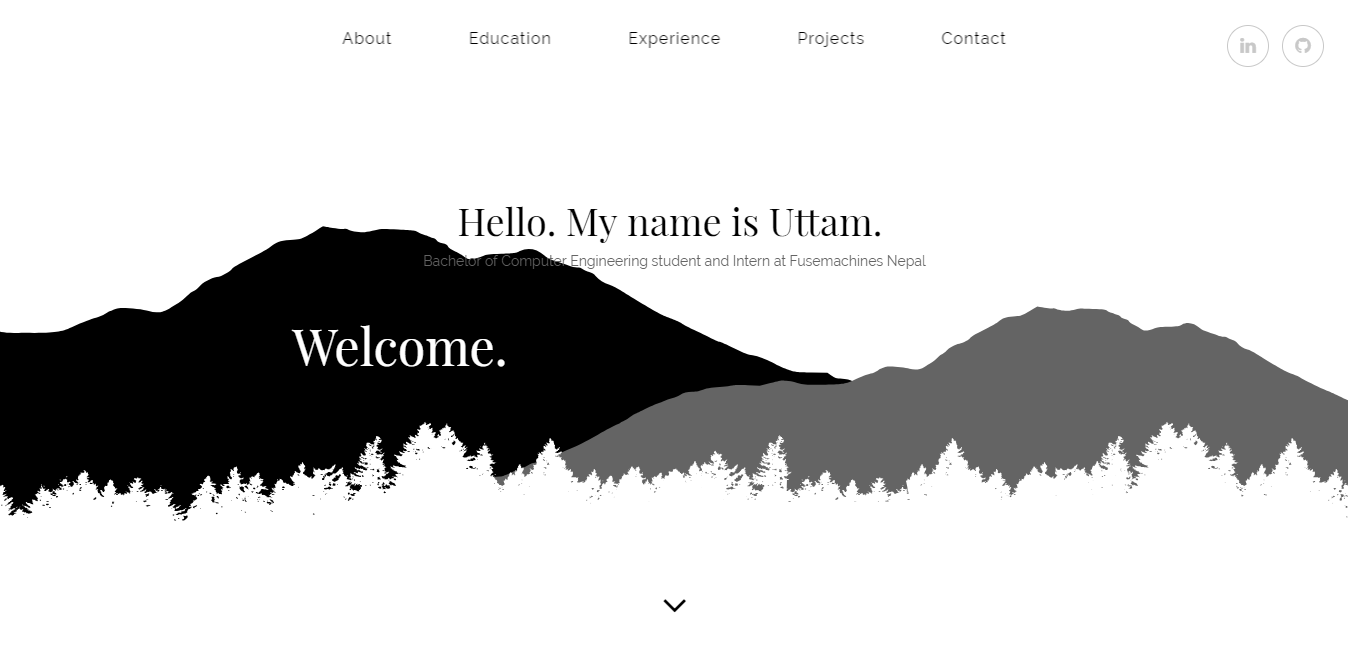 About Education Experience Projects Contact
in
Hello. My name is Uttam.
Bachelor of Computer Engineering student and Intern at Fusemachines Nepal
Welcome.